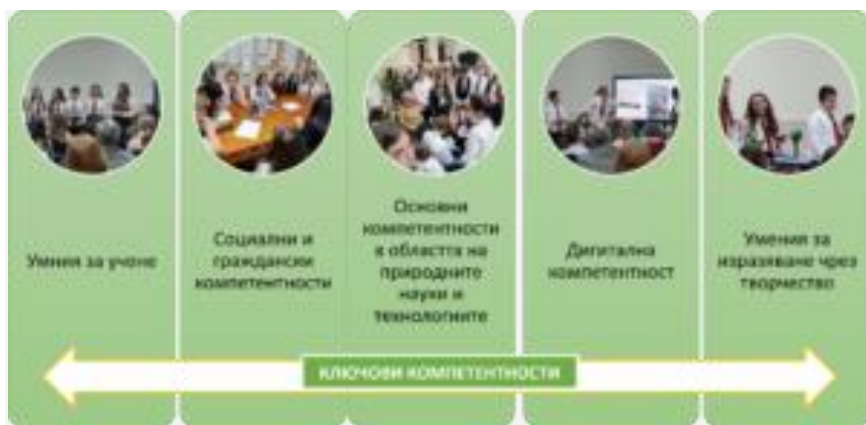 Умния за учене
Социални и
граждански
компетентности
Основни
компетентности
в областта на
природните
науки и
технологиите
Дигитална
компетентност
Умения за
изразяване чрез
творчество
КЛЮЧОВИ КОМПЕТЕНТНОСТИ